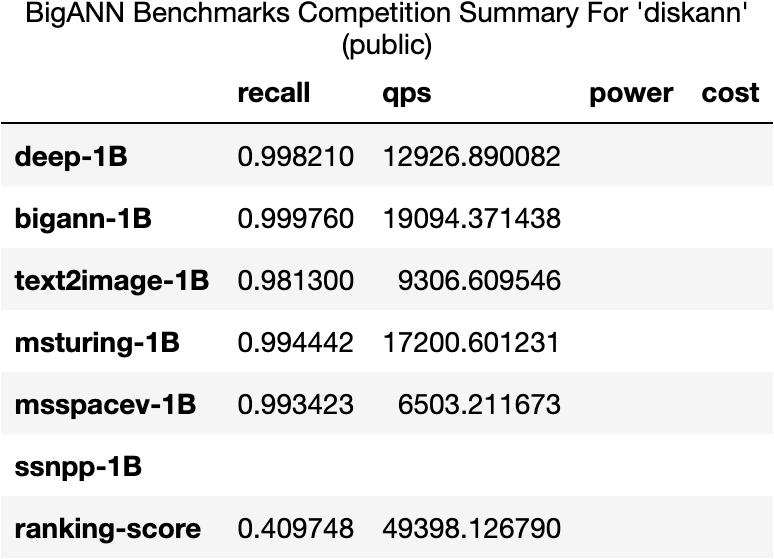 BigANN Benchmarks Competition Summary For 'diskann'
(public)
recall qps power cost
deep-1B 0.998210 12926.890082
bigann-1B 0.999760 19094.371438
text2image-1B 0.981300 9306.609546
msturing-1B 0.994442 17200.601231
msspacev-1B 0.993423 6503.211673
ssnpp-1B
ranking-score 0.409748 49398.126790